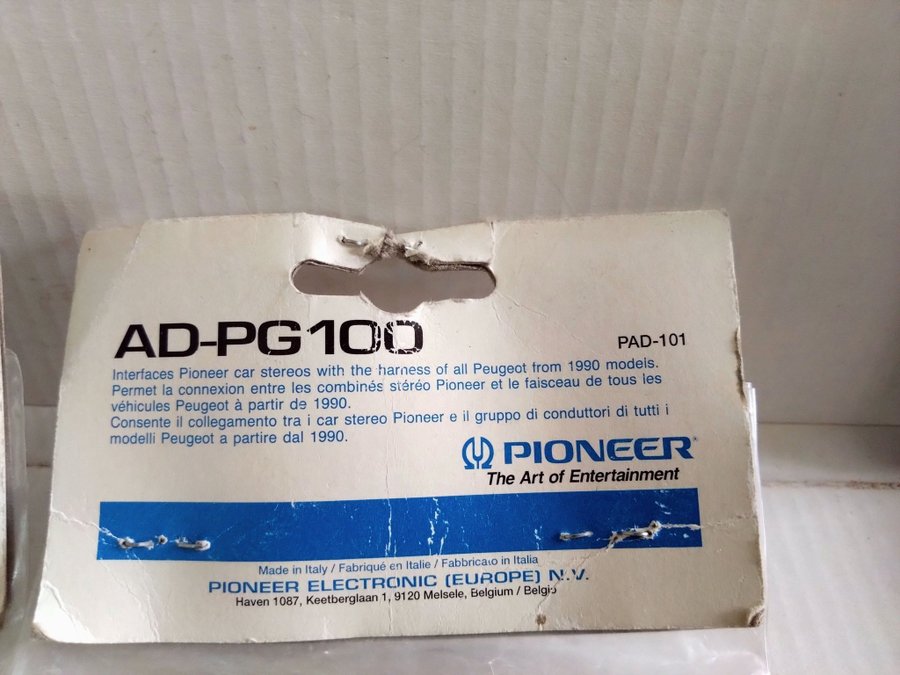 AD-PG100
PAD-101
Interfaces Pioneer car stereos with the harness of all Peugeot from 1990 models.
Permet la connexion entre les combinés stéréo Pioneer et le faisceau de tous les
véhicules Peugeot à partir de 1990.
Consente il collegamento tra i car stereo Pioneer e il gruppo di conduttori di tutti i
modelli Peugeot a partire dal 1990.
PIONEER
The Art of Entertainment
Made in Italy / Fabriqué en Italie / Fabbricato in Italia
PIONEER ELECTRONIC (EUROPE) N.V.
Haven 1087, Keetberglaan 1, 9120 Melsele, Belgium / Belgio